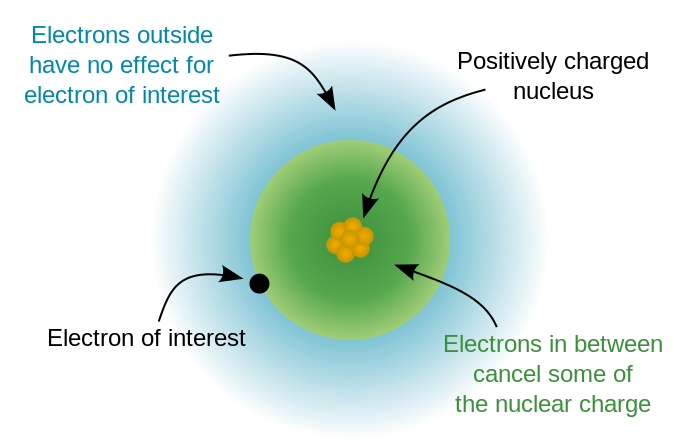 Electrons outside
have no effect for
electron of interest
Positively charged
nucleus
Electron of interest
Electrons in between
cancel some of
the nuclear charge